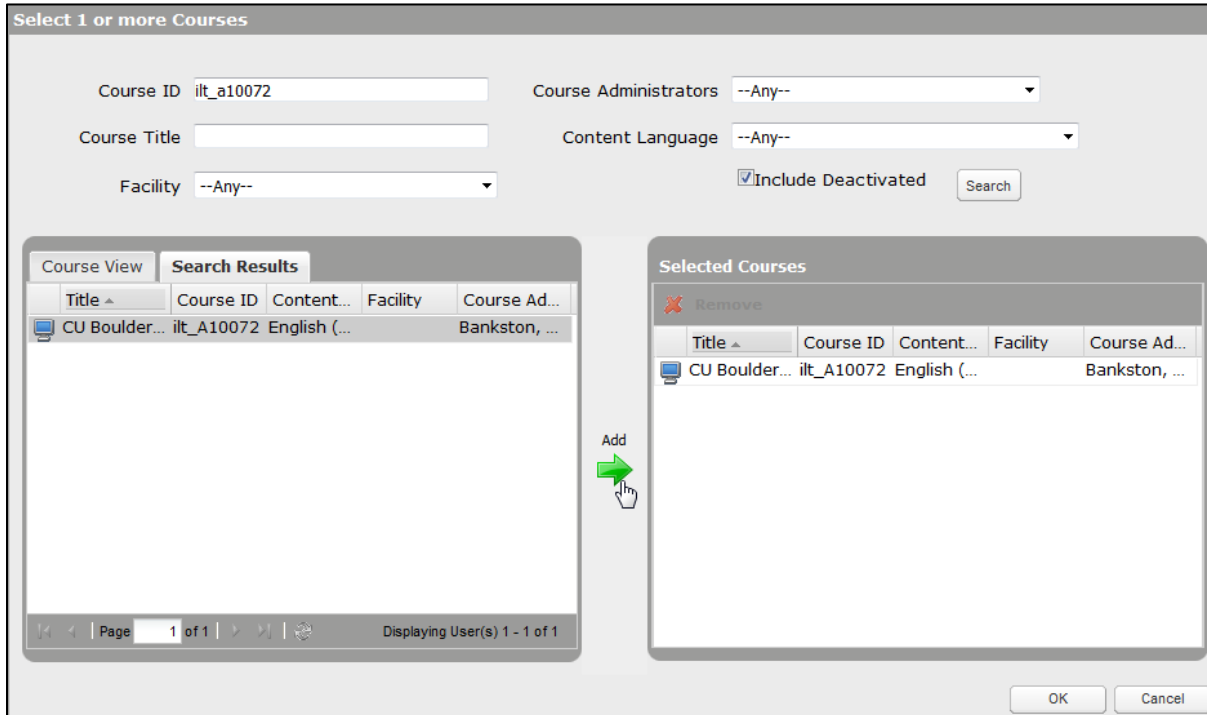 Select 1 or more Courses
Course ID ilt_a10072 Course Administrators --Any--
Course Title Content Language --Any--
Facility --Any-- Include Deactivated Search
Course View Search Results
Title Course ID Content... Facility Course Ad...
CU Boulder... ilt_A10072 English (... Bankston, ...
Page 1 of 1 Displaying User(s) 1 - 1 of 1
Add
Selected Courses
Remove
Title Course ID Content... Facility Course Ad...
CU Boulder... ilt_A10072 English (... Bankston, ...
OK Cancel